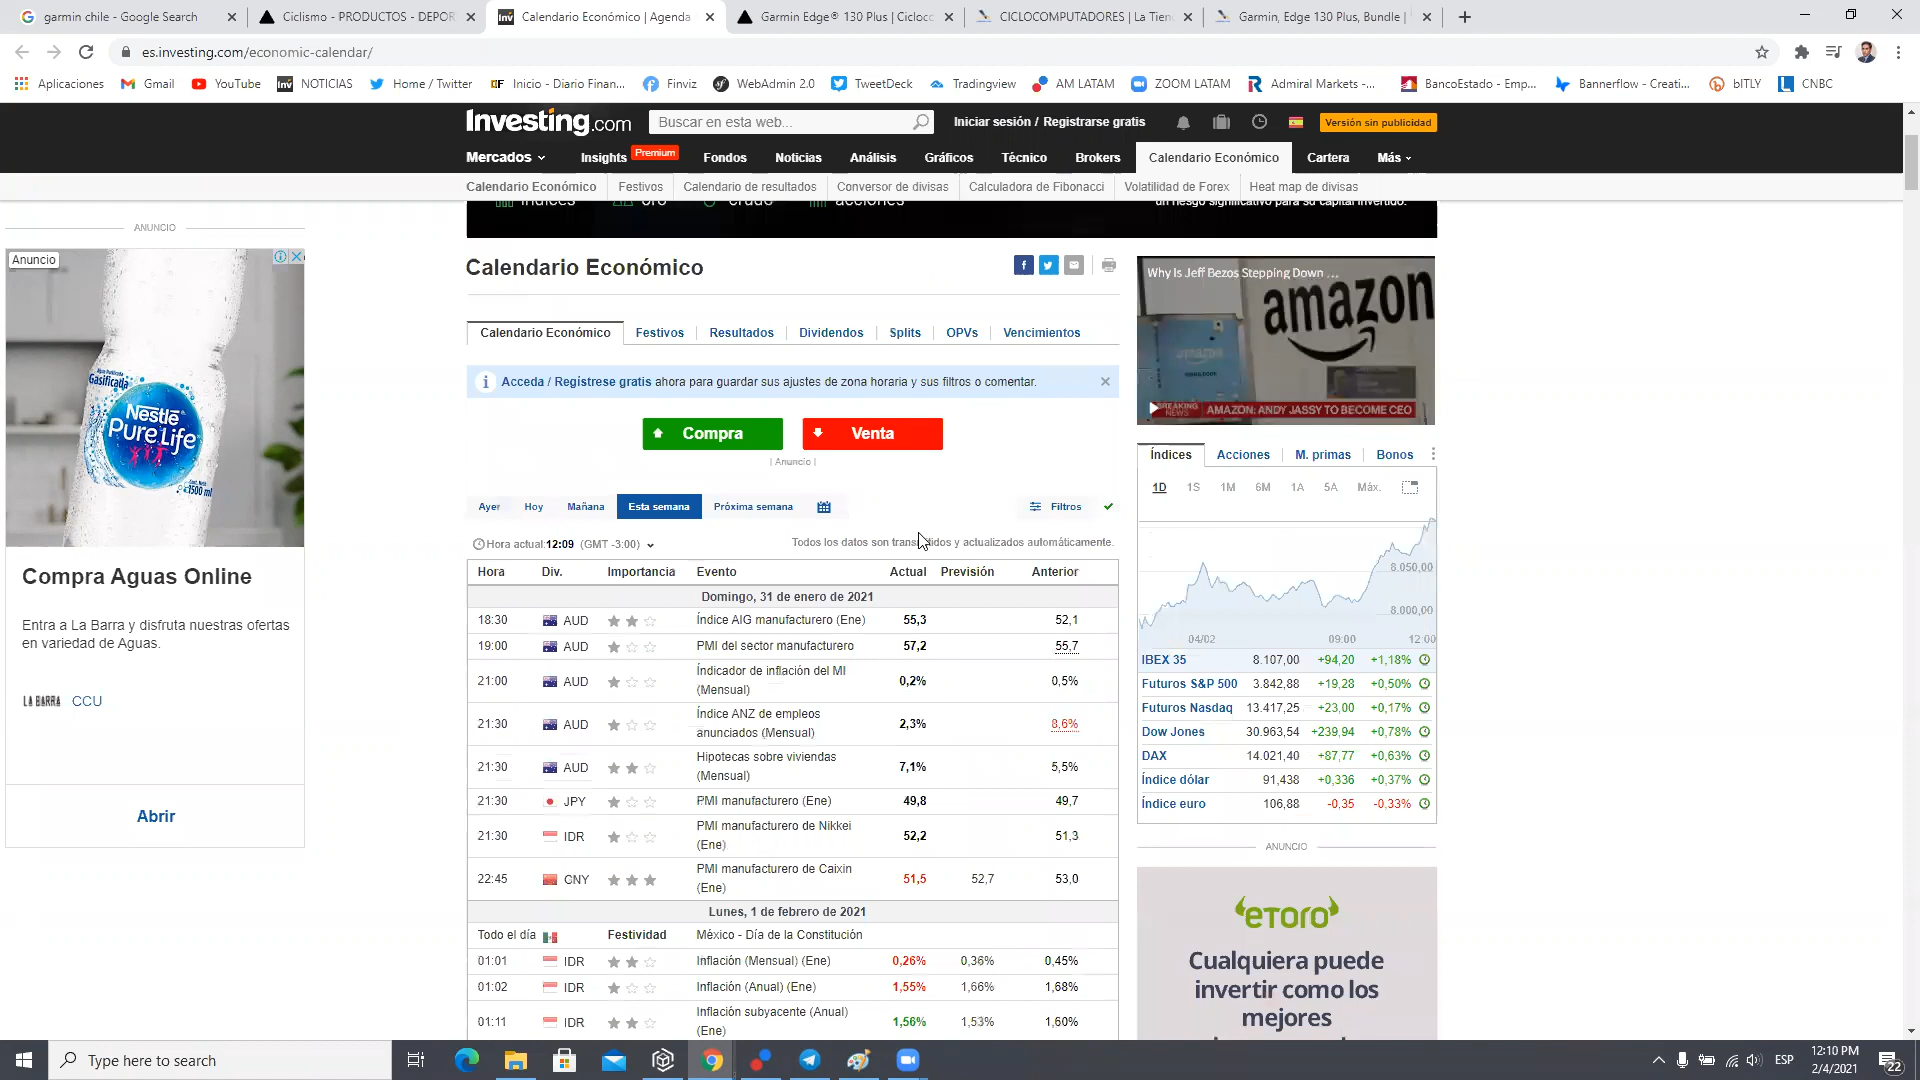 garmin chile - Google Search
Ciclismo - PRODUCTOS - DEPOR
Calendario Económico | Agenda
Garmin Edge® 130 Plus | Cicloc
CICLOCOMPUTADORES | La Tien
Garmin, Edge 130 Plus, Bundle |
es.investing.com/economic-calendar/
Aplicaciones
Gmail
YouTube
NOTICIAS
Home / Twitter
Inicio - Diario Finan...
Finviz
WebAdmin 2.0
TweetDeck
Tradingview
AM LATAM
ZOOM LATAM
Admiral Markets -...
BancoEstado - Emp...
Bannerflow - Creati...
bITLY
CNBC
Investing.com
Buscar en esta web...
Iniciar sesión / Registrarse gratis
Versión sin publicidad
Mercados
Insights
Premium
Fondos
Noticias
Análisis
Gráficos
Técnico
Brokers
Calendario Económico
Cartera
Más
Calendario Económico
Festivos
Calendario de resultados
Conversor de divisas
Calculadora de Fibonacci
Volatilidad de Forex
Heat map de divisas
índices oro crudo acciones
un riesgo significativo para su capital invertido.
ANUNCIO
Anuncio
Agua Purificada
Gasificada
Nestlé
Pure Life
1500 ml
Compra Aguas Online
Entra a La Barra y disfruta nuestras ofertas
en variedad de Aguas.
LA BARRA CCU
Abrir
Calendario Económico
Calendario Económico
Festivos
Resultados
Dividendos
Splits
OPVs
Vencimientos
Acceda / Regístrese gratis ahora para guardar sus ajustes de zona horaria y sus filtros o comentar.
Compra
Venta
| Anuncio |
Ayer
Hoy
Mañana
Esta semana
Próxima semana
Filtros
Hora actual:12:09 (GMT -3:00)
Todos los datos son transmitidos y actualizados automáticamente.
Hora Div. Importancia Evento Actual Previsión Anterior
Domingo, 31 de enero de 2021
18:30 AUD Índice AIG manufacturero (Ene) 55,3 52,1
19:00 AUD PMI del sector manufacturero 57,2 55,7
21:00 AUD Índicador de inflación del MI
(Mensual) 0,2% 0,5%
21:30 AUD Índice ANZ de empleos
anunciados (Mensual) 2,3% 8,6%
21:30 AUD Hipotecas sobre viviendas
(Mensual) 7,1% 5,5%
21:30 JPY PMI manufacturero (Ene) 49,8 49,7
21:30 IDR PMI manufacturero de Nikkei
(Ene) 52,2 51,3
22:45 CNY PMI manufacturero de Caixin
(Ene) 51,5 52,7 53,0
Lunes, 1 de febrero de 2021
Todo el día Festividad México - Día de la Constitución
01:01 IDR Inflación (Mensual) (Ene) 0,26% 0,36% 0,45%
01:02 IDR Inflación (Anual) (Ene) 1,55% 1,66% 1,68%
01:11 IDR Inflación subyacente (Anual)
(Ene) 1,56% 1,53% 1,60%
Why Is Jeff Bezos Stepping Down ...
amazon
BREAKING NEWS AMAZON: ANDY JASSY TO BECOME CEO
Índices
Acciones
M. primas
Bonos
1D 1S 1M 6M 1A 5A Máx.
8.050,00
8.000,00
04/02 09:00 12:00
IBEX 35 8.107,00 +94,20 +1,18%
Futuros S&P 500 3.842,88 +19,28 +0,50%
Futuros Nasdaq 13.417,25 +23,00 +0,17%
Dow Jones 30.963,54 +239,94 +0,78%
DAX 14.021,40 +87,77 +0,63%
Índice dólar 91,438 +0,336 +0,37%
Índice euro 106,88 -0,35 -0,33%
ANUNCIO
eToro
Cualquiera puede
invertir como los
mejores
Type here to search
ESP
12:10 PM
2/4/2021
22